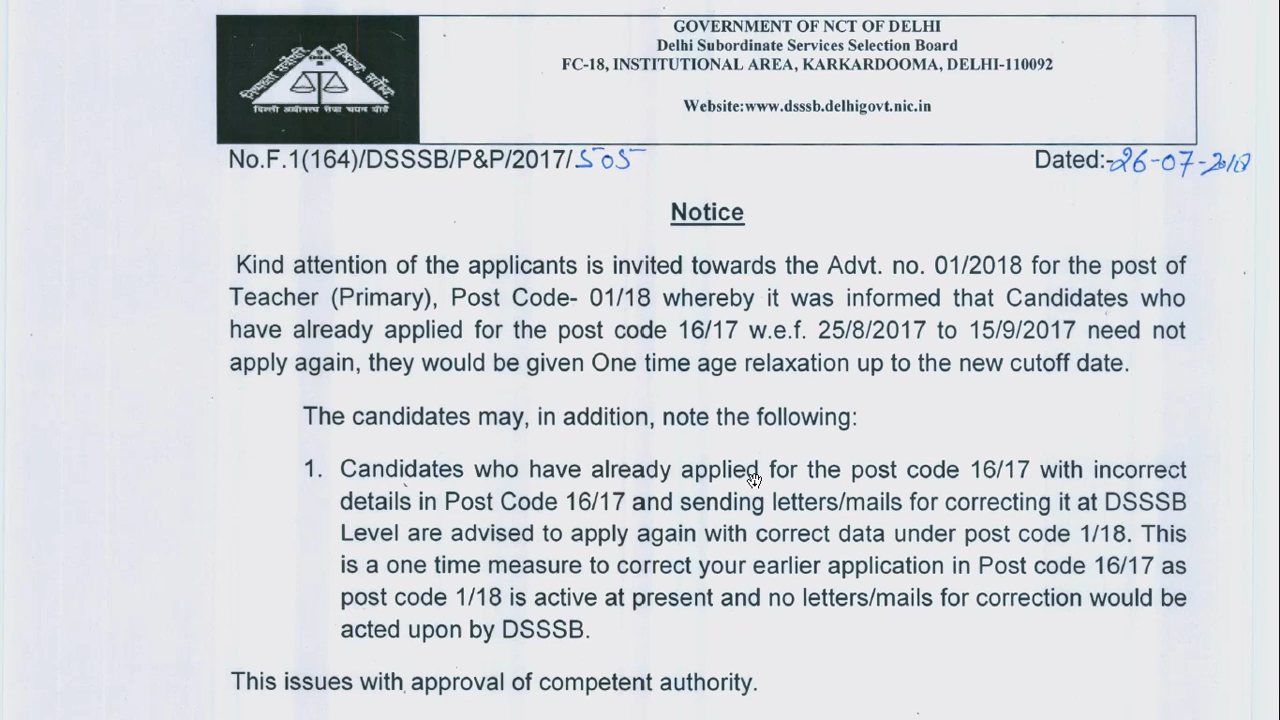 GOVERNMENT OF NCT OF DELHI
Delhi Subordinate Services Selection Board
FC-18, INSTITUTIONAL AREA, KARKARDOOMA, DELHI-110092
Website:www.dsssb.delhigovt.nic.in
दिल्ली अधीनस्थ सेवा चयन बोर्ड
No.F.1(164)/DSSSB/P&P/2017/505
Dated:-26-07-2018
Notice
Kind attention of the applicants is invited towards the Advt. no. 01/2018 for the post of
Teacher (Primary), Post Code- 01/18 whereby it was informed that Candidates who
have already applied for the post code 16/17 w.e.f. 25/8/2017 to 15/9/2017 need not
apply again, they would be given One time age relaxation up to the new cutoff date.
The candidates may, in addition, note the following:
1. Candidates who have already applied for the post code 16/17 with incorrect
details in Post Code 16/17 and sending letters/mails for correcting it at DSSSB
Level are advised to apply again with correct data under post code 1/18. This
is a one time measure to correct your earlier application in Post code 16/17 as
post code 1/18 is active at present and no letters/mails for correction would be
acted upon by DSSSB.
This issues with approval of competent authority.